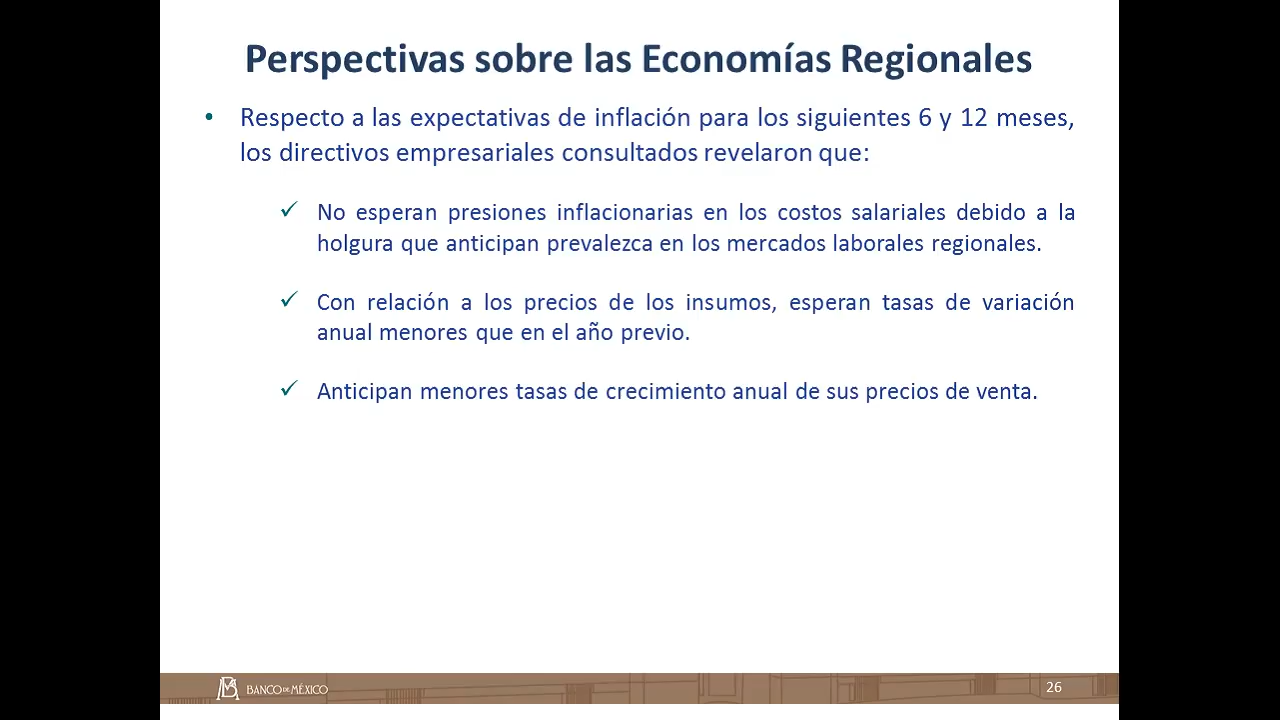 Perspectivas sobre las Economías Regionales
• Respecto a las expectativas de inflación para los siguientes 6 y 12 meses,
los directivos empresariales consultados revelaron que:
✓ No esperan presiones inflacionarias en los costos salariales debido a la
holgura que anticipan prevalezca en los mercados laborales regionales.
✓ Con relación a los precios de los insumos, esperan tasas de variación
anual menores que en el año previo.
✓ Anticipan menores tasas de crecimiento anual de sus precios de venta.
BANCO DE MÉXICO
26